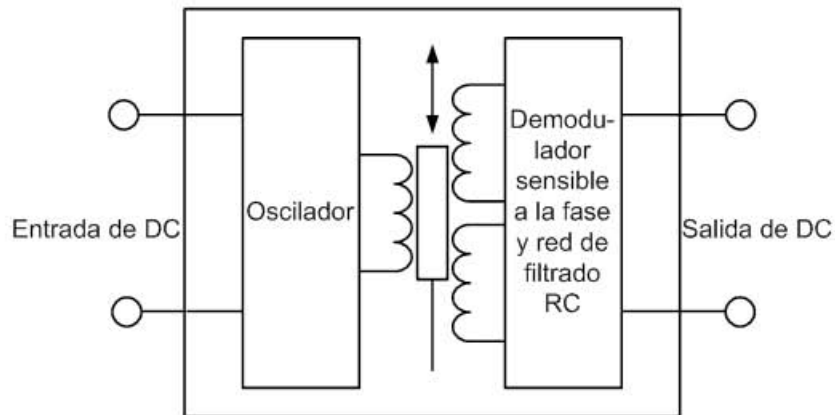 Entrada de DC
Oscilador
Demodu-
lador
sensible
a la fase
y red de
filtrado
RC
Salida de DC